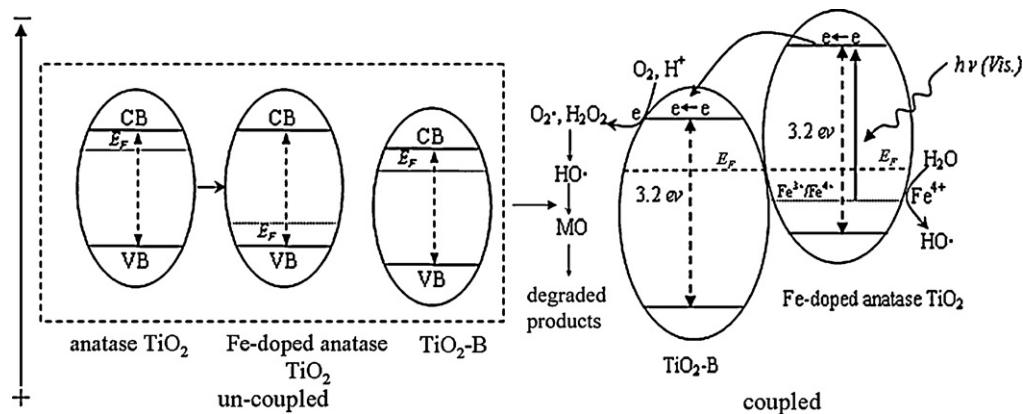 −
CB
E_F
VB
anatase TiO₂
CB
E_F
VB
Fe-doped anatase
TiO₂
CB
E_F
VB
TiO₂-B
un-coupled
+
O₂, H⁺
O₂·, H₂O₂
HO·
MO
degraded
products
e
e←e
E_F
3.2 ev
TiO₂-B
e←e
hν (Vis.)
3.2 ev
E_F
H₂O
Fe³⁺/Fe⁴⁺
Fe⁴⁺
HO·
Fe-doped anatase TiO₂
coupled